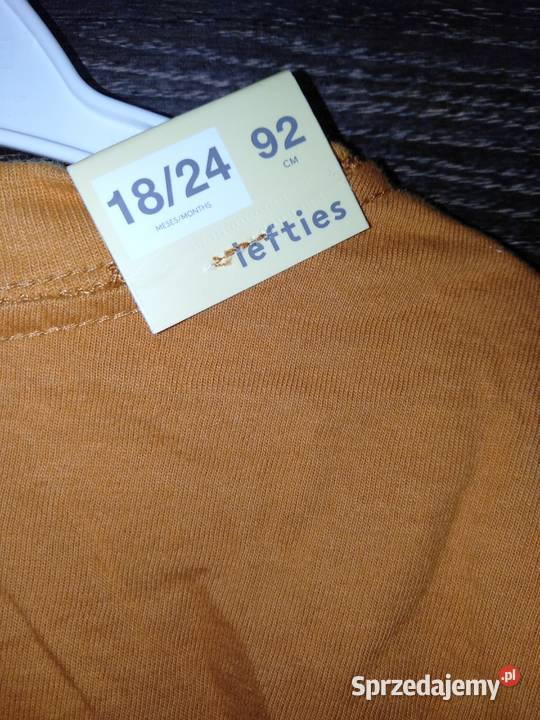 18/24
MESES/MONTHS
92
CM
lefties
Sprzedajemy.pl